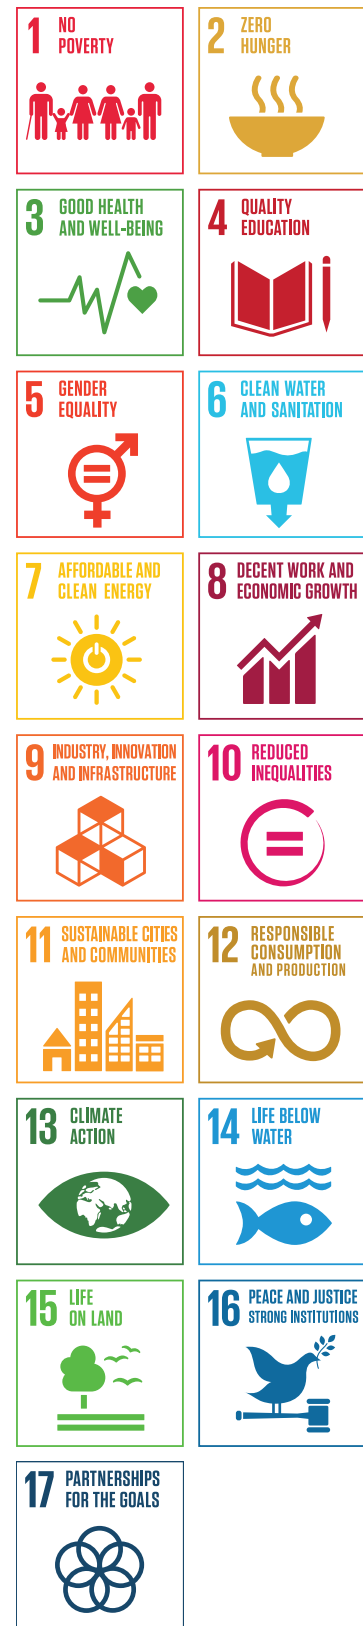 1 NO
POVERTY
2 ZERO
HUNGER
3 GOOD HEALTH
AND WELL-BEING
4 QUALITY
EDUCATION
5 GENDER
EQUALITY
6 CLEAN WATER
AND SANITATION
7 AFFORDABLE AND
CLEAN ENERGY
8 DECENT WORK AND
ECONOMIC GROWTH
9 INDUSTRY, INNOVATION
AND INFRASTRUCTURE
10 REDUCED
INEQUALITIES
11 SUSTAINABLE CITIES
AND COMMUNITIES
12 RESPONSIBLE
CONSUMPTION
AND PRODUCTION
13 CLIMATE
ACTION
14 LIFE BELOW
WATER
15 LIFE
ON LAND
16 PEACE AND JUSTICE
STRONG INSTITUTIONS
17 PARTNERSHIPS
FOR THE GOALS